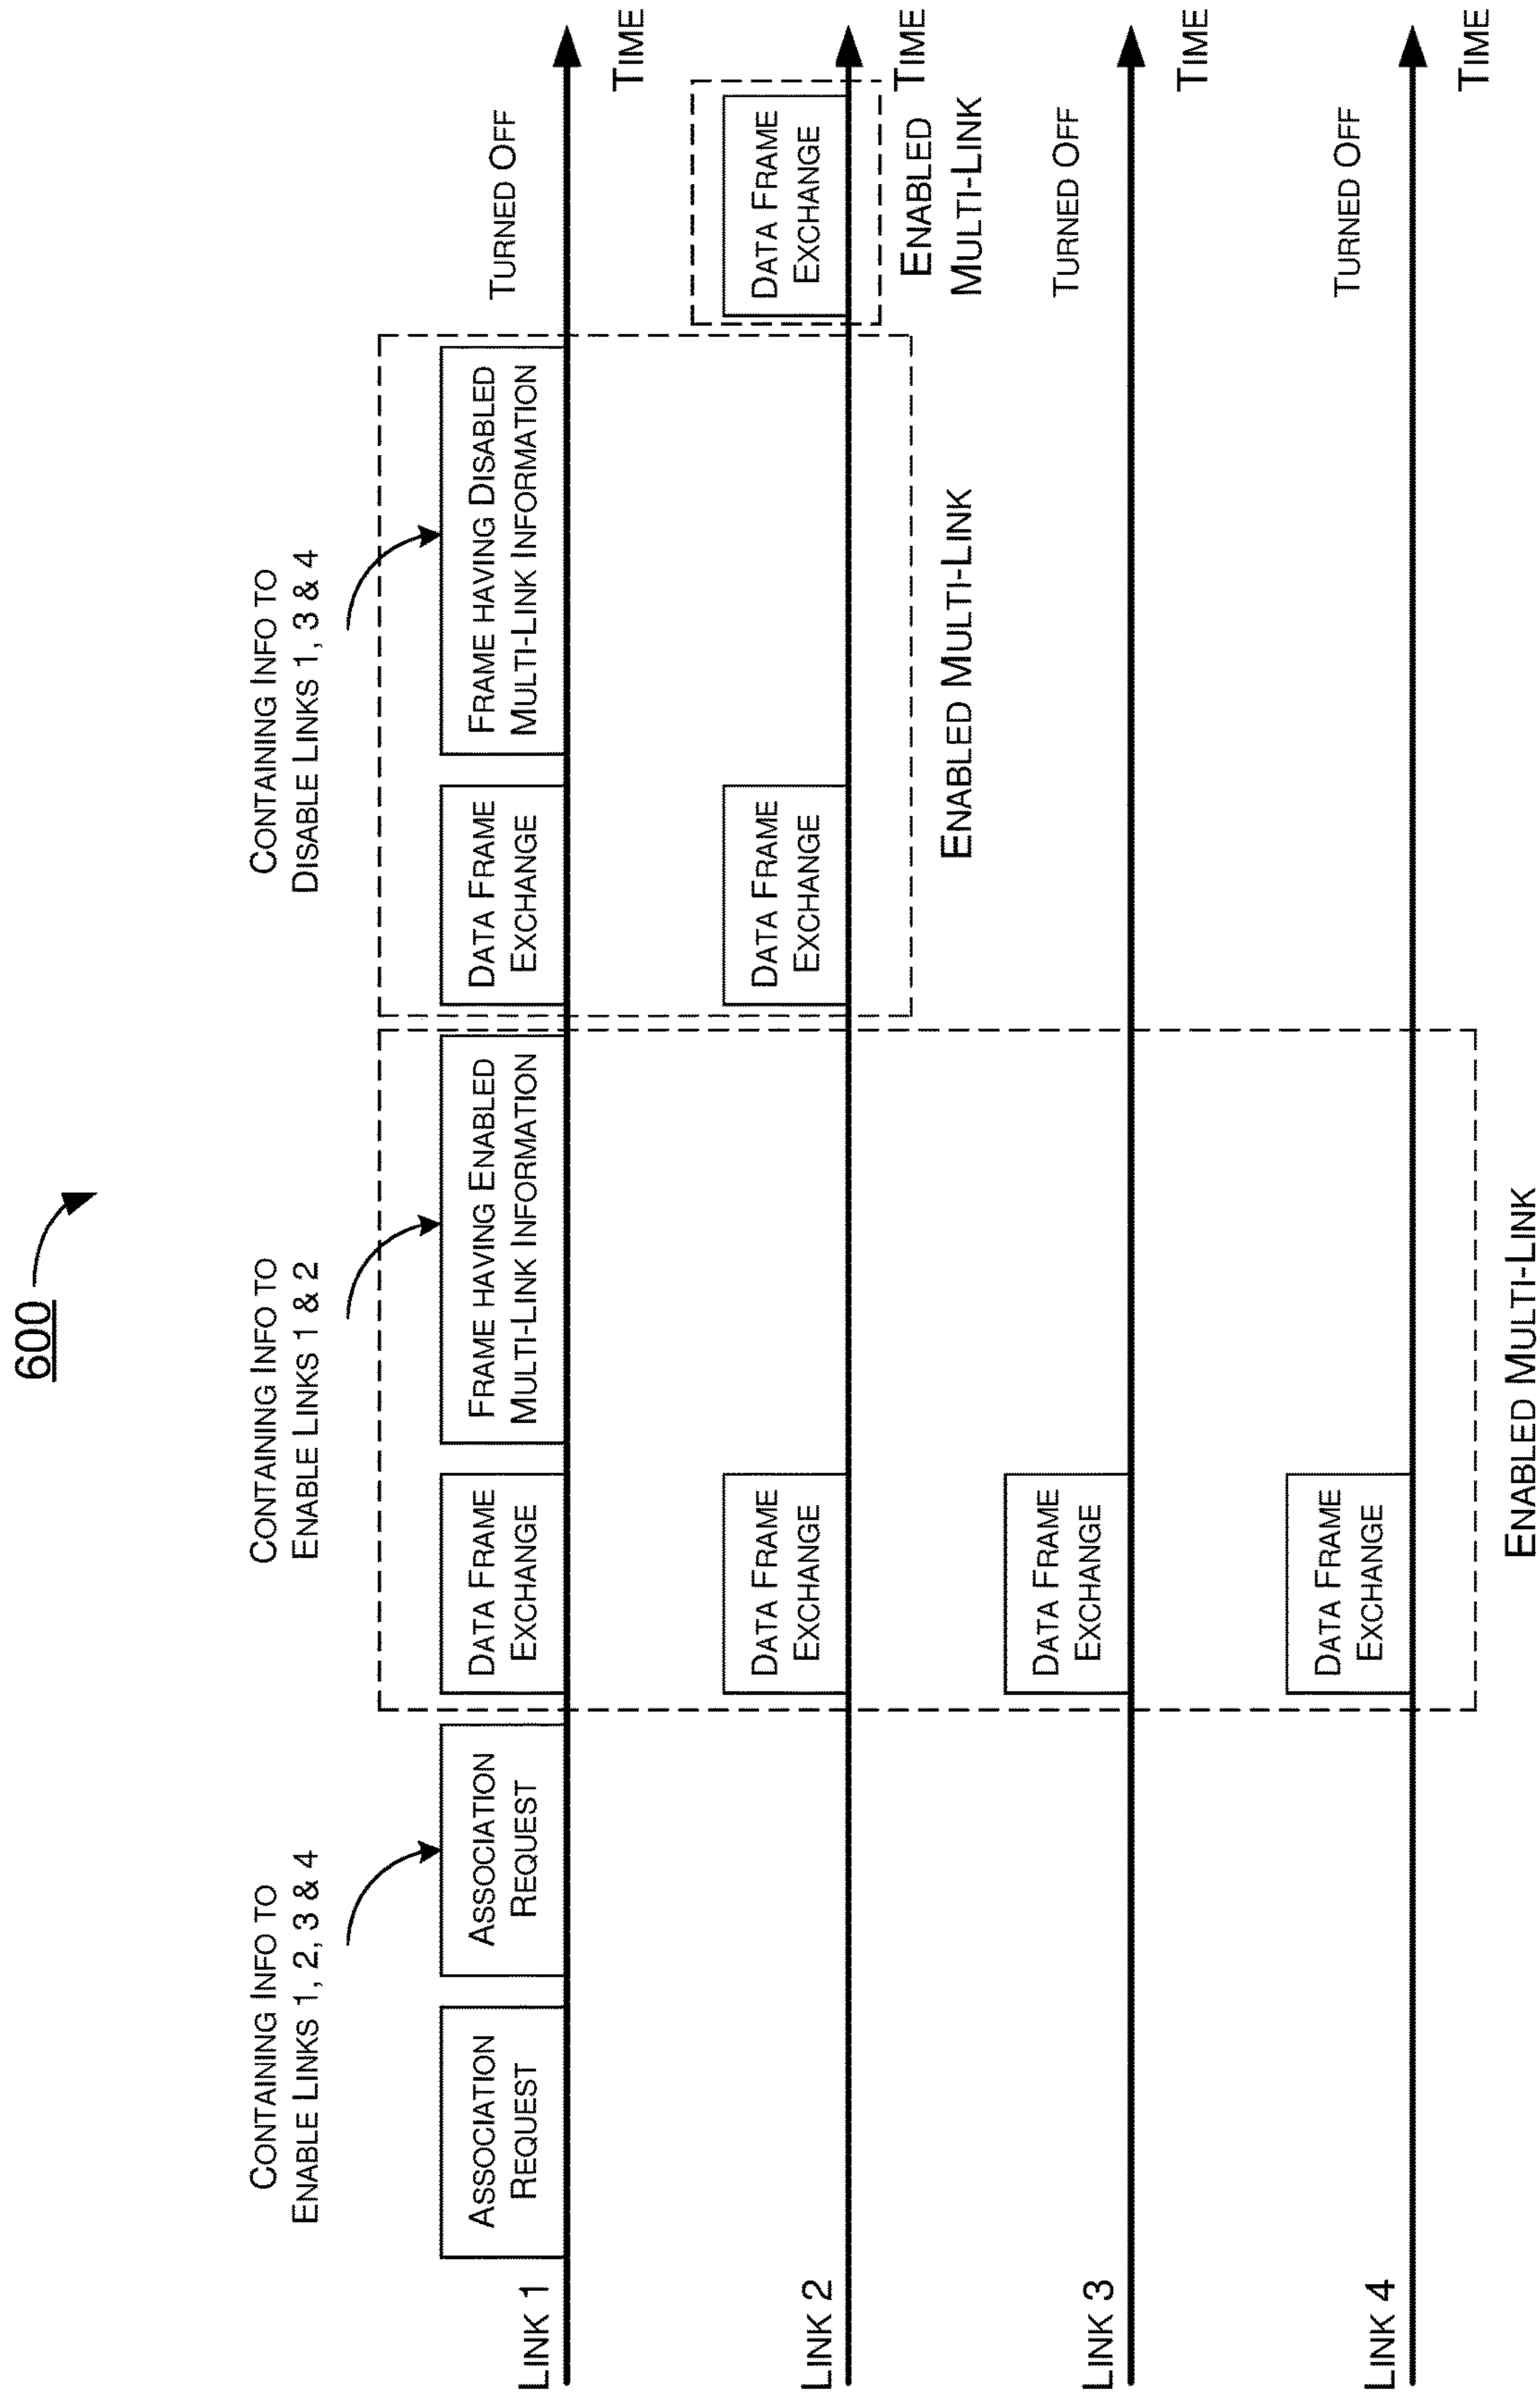 600
CONTAINING INFO TO
ENABLE LINKS 1, 2, 3 & 4
CONTAINING INFO TO
ENABLE LINKS 1 & 2
CONTAINING INFO TO
DISABLE LINKS 1, 3 & 4
LINK 1
ASSOCIATION
REQUEST
ASSOCIATION
REQUEST
DATA FRAME
EXCHANGE
FRAME HAVING ENABLED
MULTI-LINK INFORMATION
DATA FRAME
EXCHANGE
FRAME HAVING DISABLED
MULTI-LINK INFORMATION
TURNED OFF
TIME
LINK 2
DATA FRAME
EXCHANGE
DATA FRAME
EXCHANGE
DATA FRAME
EXCHANGE
TIME
ENABLED MULTI-LINK
ENABLED
MULTI-LINK
LINK 3
DATA FRAME
EXCHANGE
TURNED OFF
TIME
LINK 4
DATA FRAME
EXCHANGE
TURNED OFF
TIME
ENABLED MULTI-LINK